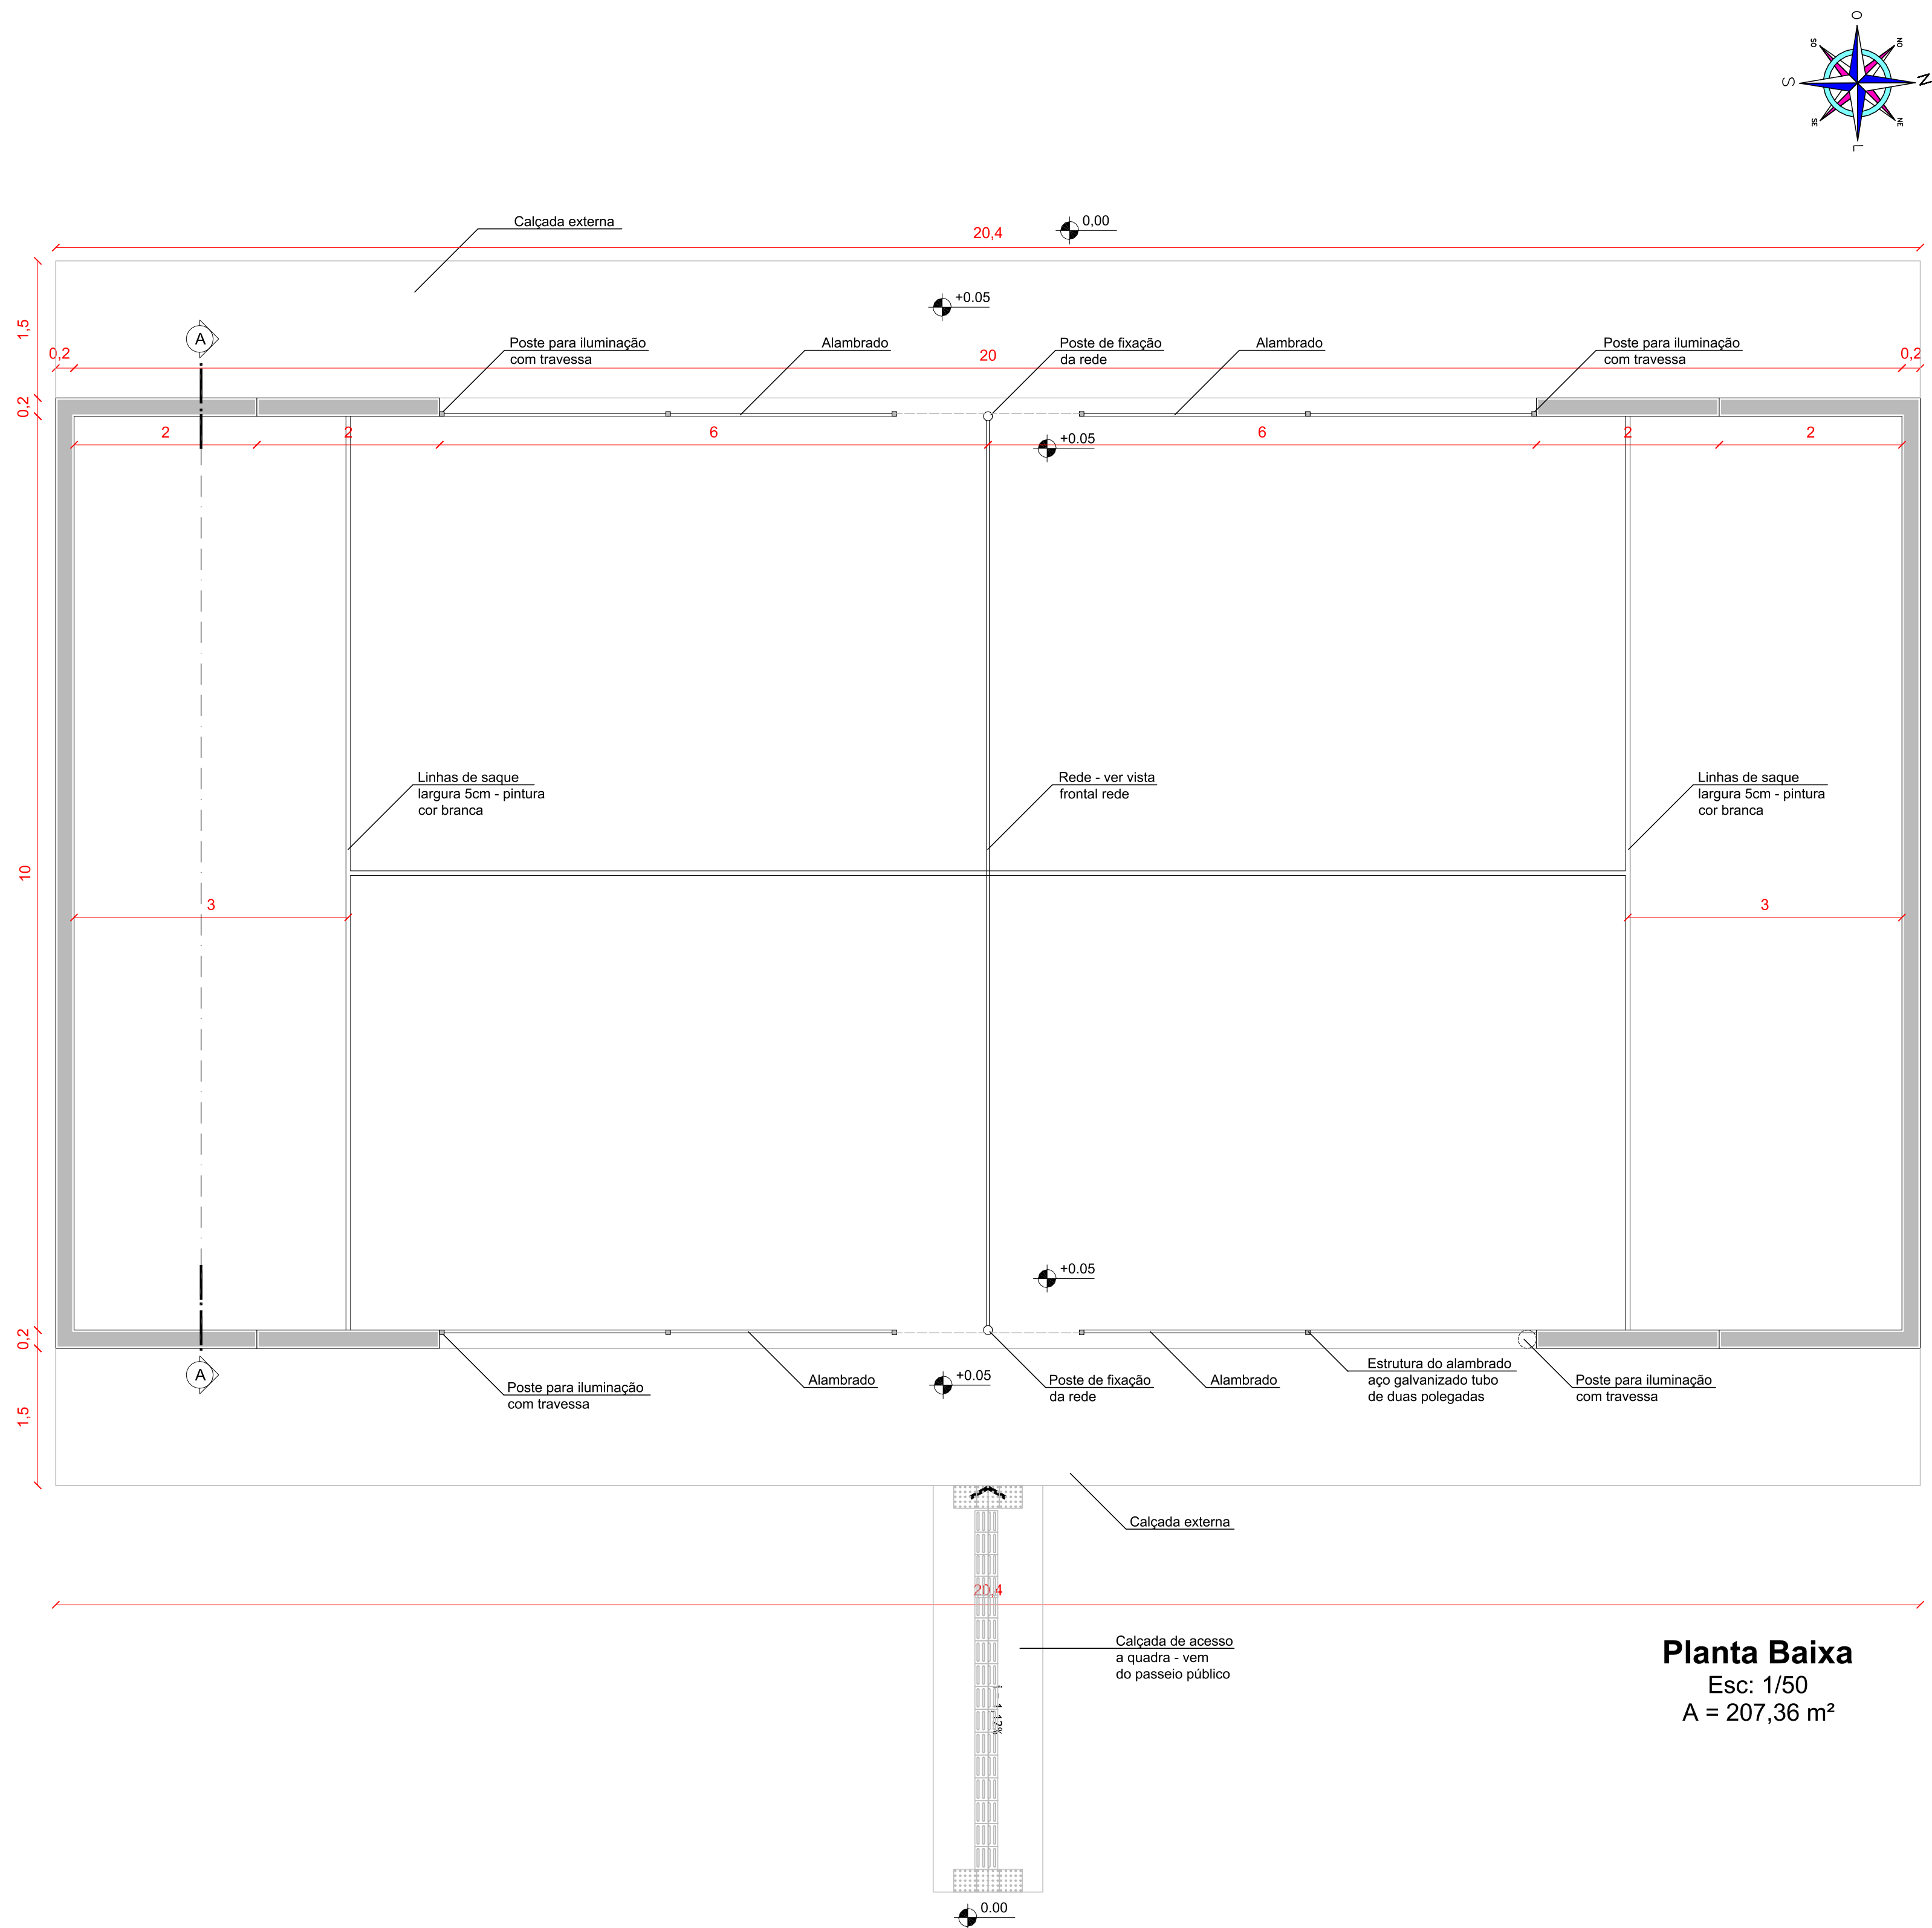 O
SO
NO
S
N
SE
NE
L
Calçada externa
0,00
20,4
+0.05
1,5
A
Poste para iluminação
com travessa
Alambrado
Poste de fixação
da rede
Alambrado
Poste para iluminação
com travessa
0,2
20
0,2
0,2
2
2
6
6
2
2
+0.05
Linhas de saque
largura 5cm - pintura
cor branca
Rede - ver vista
frontal rede
Linhas de saque
largura 5cm - pintura
cor branca
10
3
3
+0.05
0,2
A
Poste para iluminação
com travessa
Alambrado
+0.05
Poste de fixação
da rede
Alambrado
Estrutura do alambrado
aço galvanizado tubo
de duas polegadas
Poste para iluminação
com travessa
1,5
Calçada externa
20,4
Calçada de acesso
a quadra - vem
do passeio público
Planta Baixa
Esc: 1/50
A = 207,36 m²
0.00